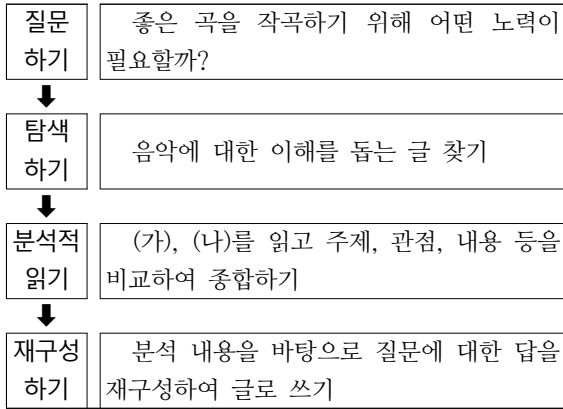 질문
하기
좋은 곡을 작곡하기 위해 어떤 노력이
필요할까?
탐색
하기
음악에 대한 이해를 돕는 글 찾기
분석적
읽기
(가), (나)를 읽고 주제, 관점, 내용 등을
비교하여 종합하기
재구성
하기
분석 내용을 바탕으로 질문에 대한 답을
재구성하여 글로 쓰기